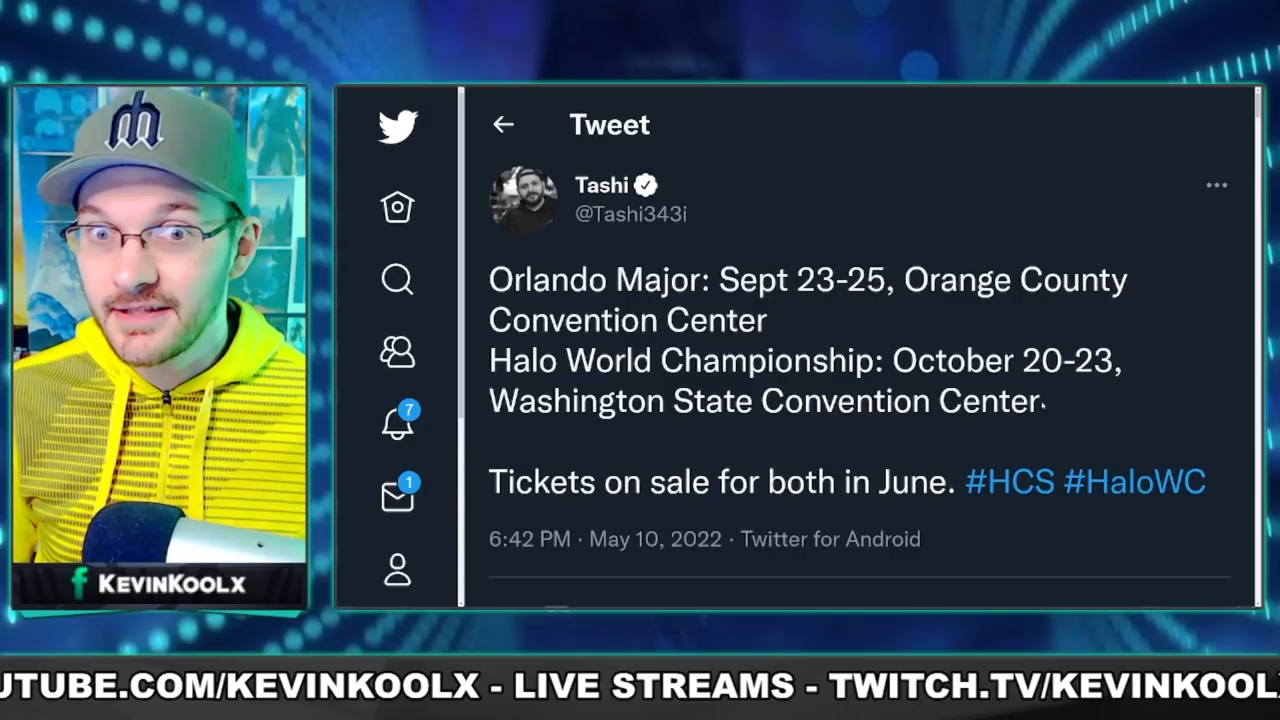 Tweet
Tashi
@Tashi343i
Orlando Major: Sept 23-25, Orange County
Convention Center
Halo World Championship: October 20-23,
Washington State Convention Center
Tickets on sale for both in June. #HCS #HaloWC
6:42 PM · May 10, 2022 · Twitter for Android
7
1
f KEVINKOOLX
UTUBE.COM/KEVINKOOLX - LIVE STREAMS - TWITCH.TV/KEVINKOOL